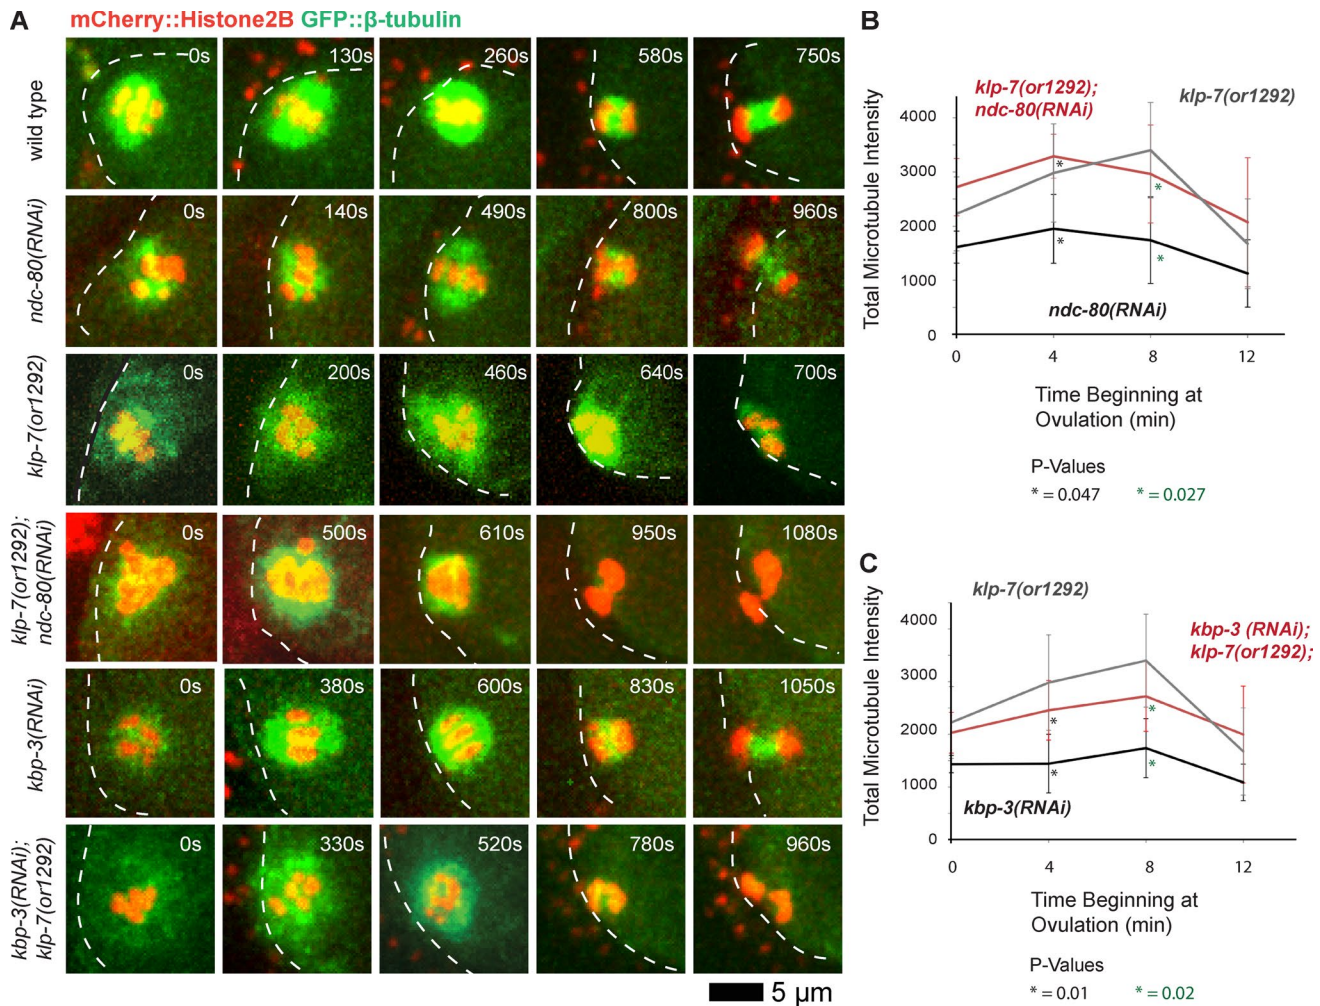 A
mCherry::Histone2B GFP::β-tubulin
wild type
0s
130s
260s
580s
750s
ndc-80(RNAi)
0s
140s
490s
800s
960s
klp-7(or1292)
0s
200s
460s
640s
700s
klp-7(or1292);
ndc-80(RNAi)
0s
500s
610s
950s
1080s
kbp-3(RNAi)
0s
380s
600s
830s
1050s
kbp-3(RNAi);
klp-7(or1292)
0s
330s
520s
780s
960s
5 µm
B
Total Microtubule Intensity
klp-7(or1292);
ndc-80(RNAi)
klp-7(or1292)
4000
3000
2000
1000
0
*
*
*
*
ndc-80(RNAi)
0
4
8
12
Time Beginning at
Ovulation (min)
P-Values
* = 0.047
* = 0.027
C
Total Microtubule Intensity
klp-7(or1292)
kbp-3 (RNAi);
klp-7(or1292);
4000
3000
2000
1000
0
*
*
*
*
kbp-3(RNAi)
0
4
8
12
Time Beginning at
Ovulation (min)
P-Values
* = 0.01
* = 0.02